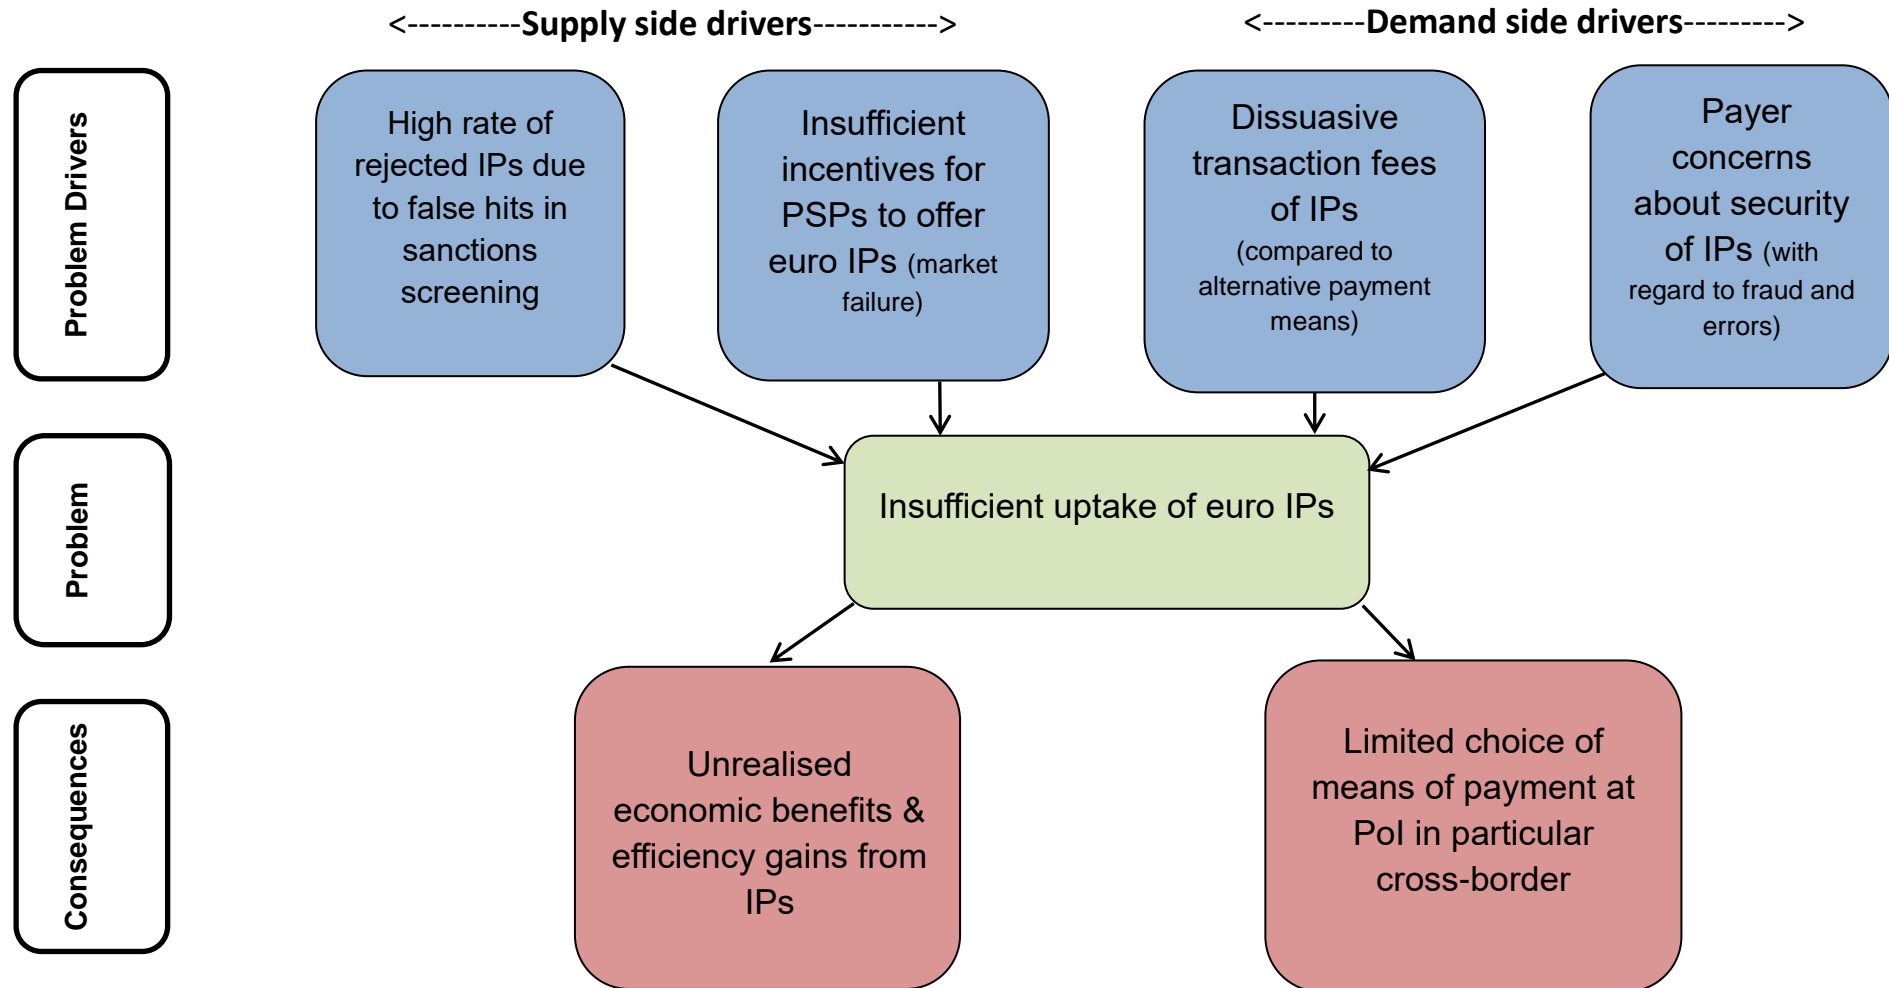 <---------Supply side drivers---------->
<---------Demand side drivers--------->
Problem Drivers
High rate of
rejected IPs due
to false hits in
sanctions
screening
Insufficient
incentives for
PSPs to offer
euro IPs (market
failure)
Dissuasive
transaction fees
of IPs
(compared to
alternative payment
means)
Payer
concerns
about security
of IPs (with
regard to fraud and
errors)
Problem
Insufficient uptake of euro IPs
Consequences
Unrealised
economic benefits &
efficiency gains from
IPs
Limited choice of
means of payment at
PoI in particular
cross-border